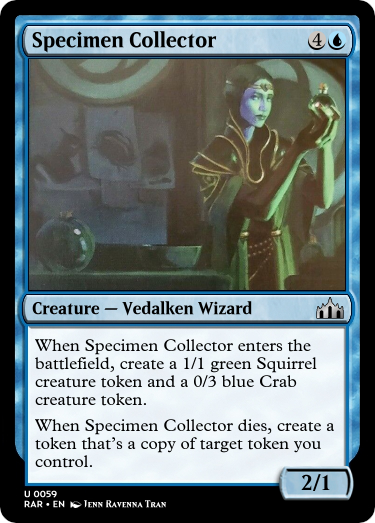 Specimen Collector 4
Creature — Vedalken Wizard
When Specimen Collector enters the
battlefield, create a 1/1 green Squirrel
creature token and a 0/3 blue Crab
creature token.
When Specimen Collector dies, create a
token that's a copy of target token you
control.
2/1
U 0059
RAR • EN Jenn Ravenna Tran